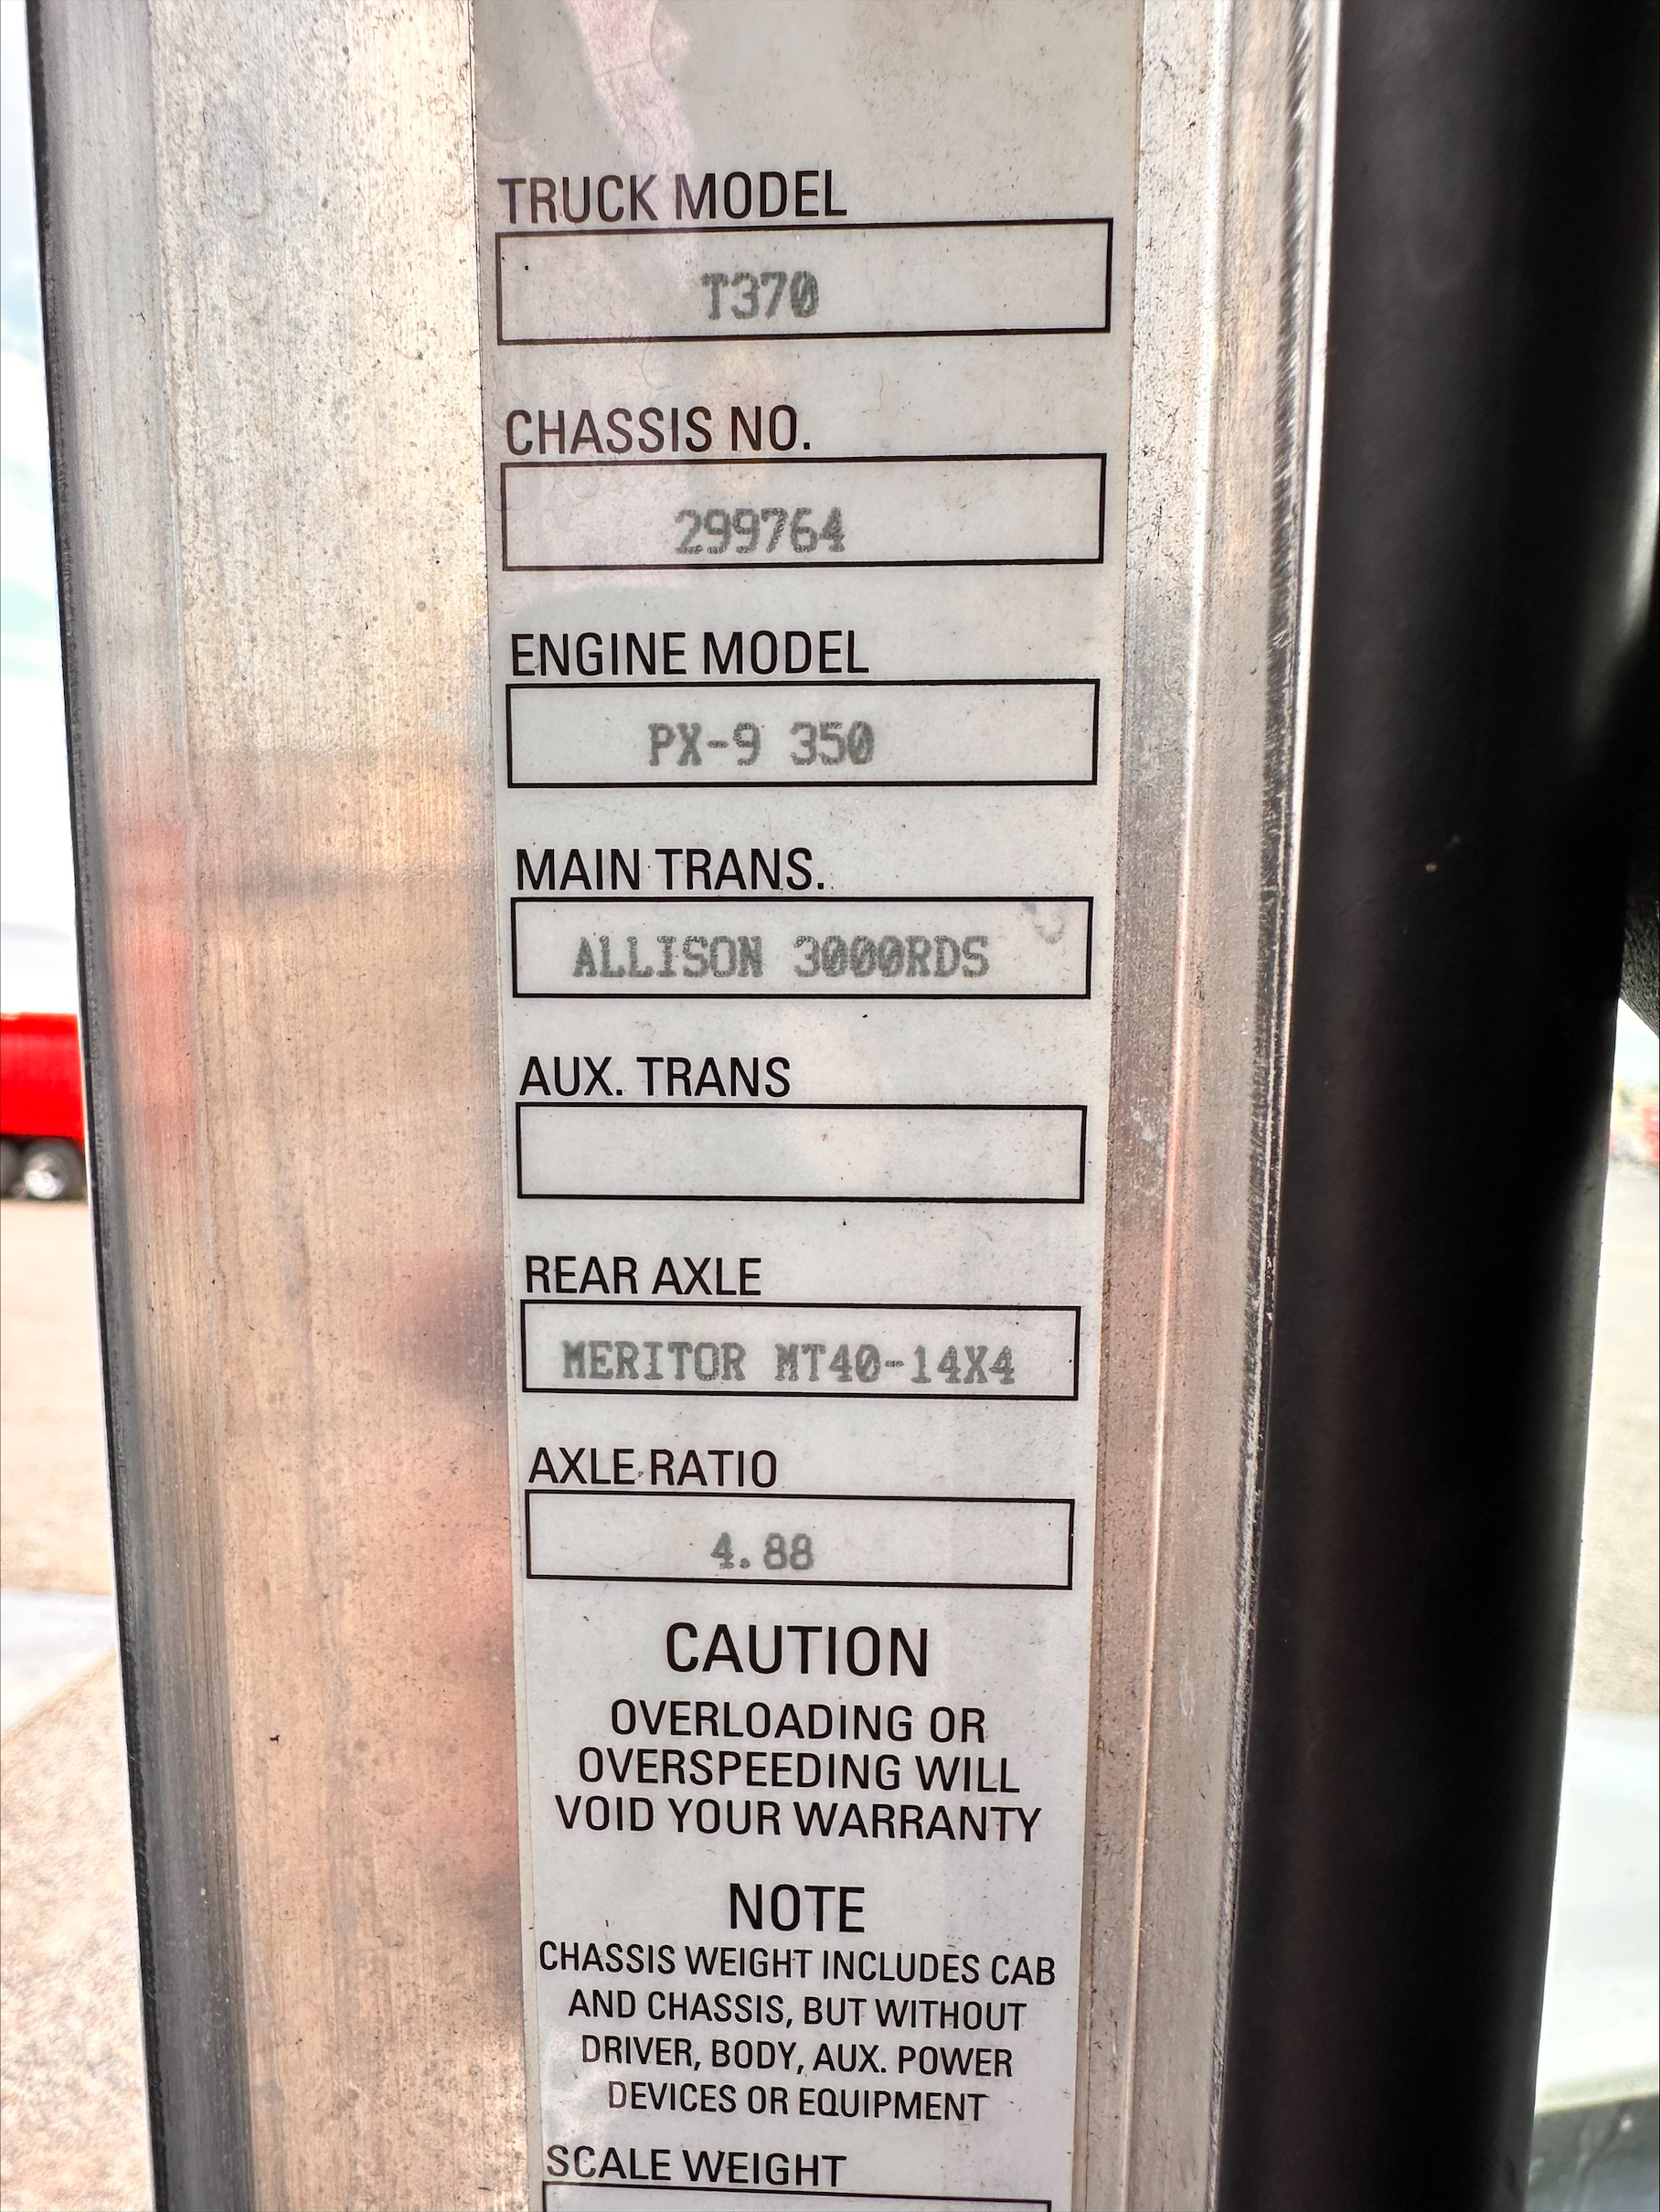 TRUCK MODEL
T370
CHASSIS NO.
299764
ENGINE MODEL
PX-9 350
MAIN TRANS.
ALLISON 3000RDS
AUX. TRANS
REAR AXLE
MERITOR MT40-14X4
AXLE RATIO
4.88
CAUTION
OVERLOADING OR
OVERSPEEDING WILL
VOID YOUR WARRANTY
NOTE
CHASSIS WEIGHT INCLUDES CAB
AND CHASSIS, BUT WITHOUT
DRIVER, BODY, AUX. POWER
DEVICES OR EQUIPMENT
SCALE WEIGHT